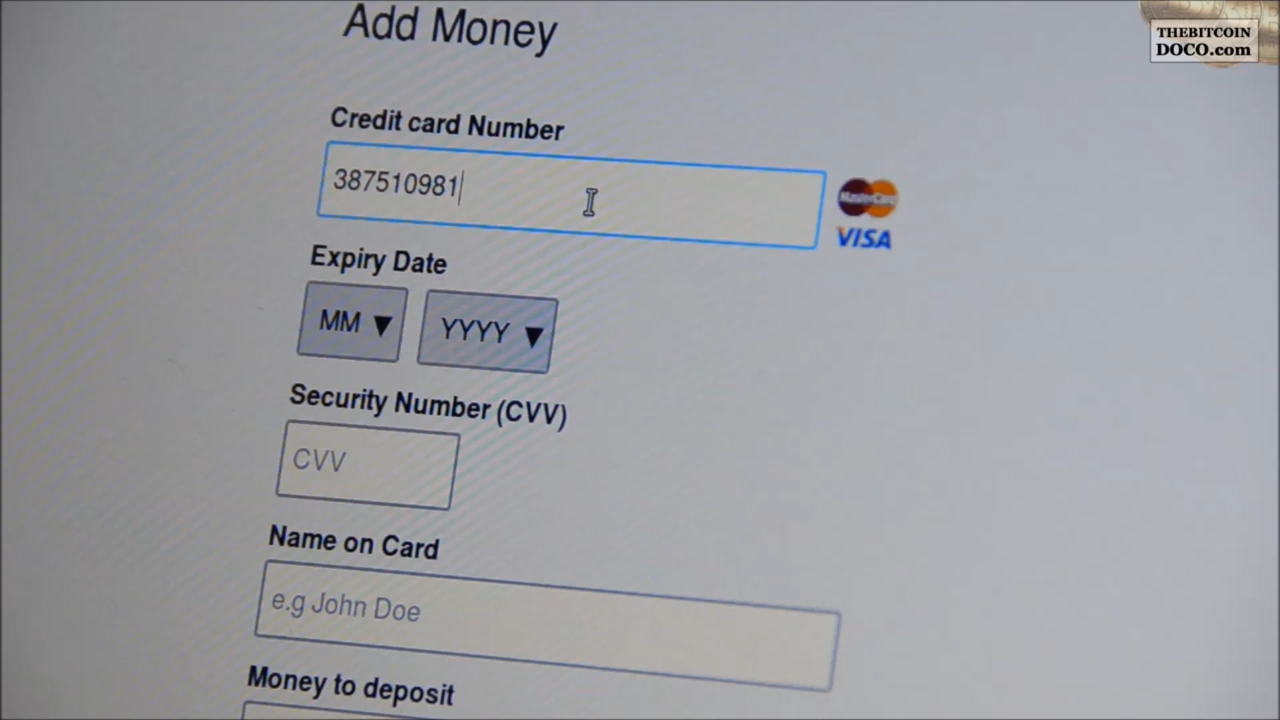 Add Money
THEBITCOIN
DOCO.com
Credit card Number
387510981
MasterCard
VISA
Expiry Date
MM
YYYY
Security Number (CVV)
CVV
Name on Card
e.g John Doe
Money to deposit